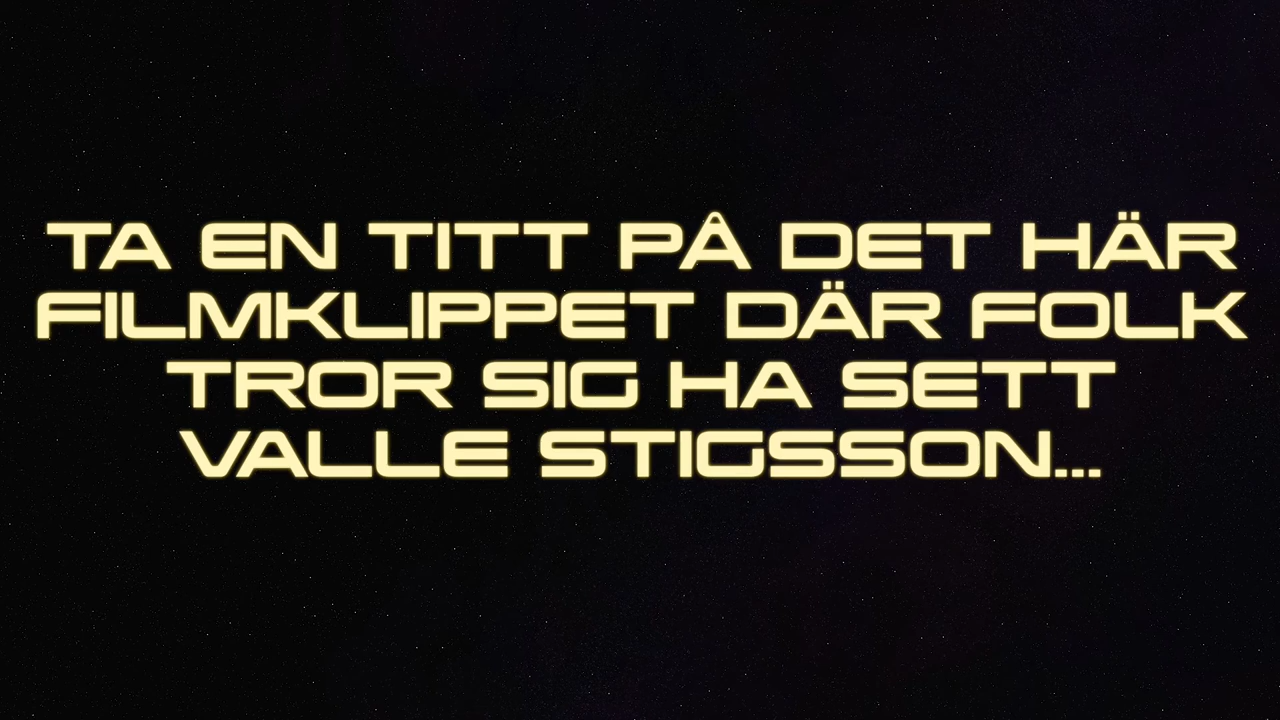 TA EN TITT PÅ DET HÄR
FILMKLIPPET DÄR FOLK
TROR SIG HA SETT
VALLE STIGSSON...